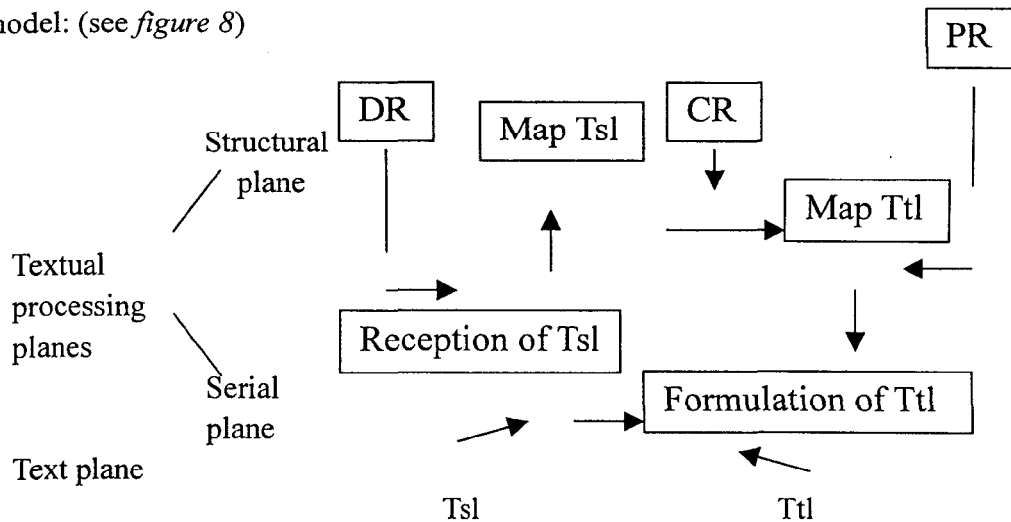 model: (see figure 8)
PR
DR
Map Tsl
CR
Structural
plane
Map Ttl
Textual
processing
planes
Reception of Tsl
Serial
plane
Formulation of Ttl
Text plane
Tsl
Ttl